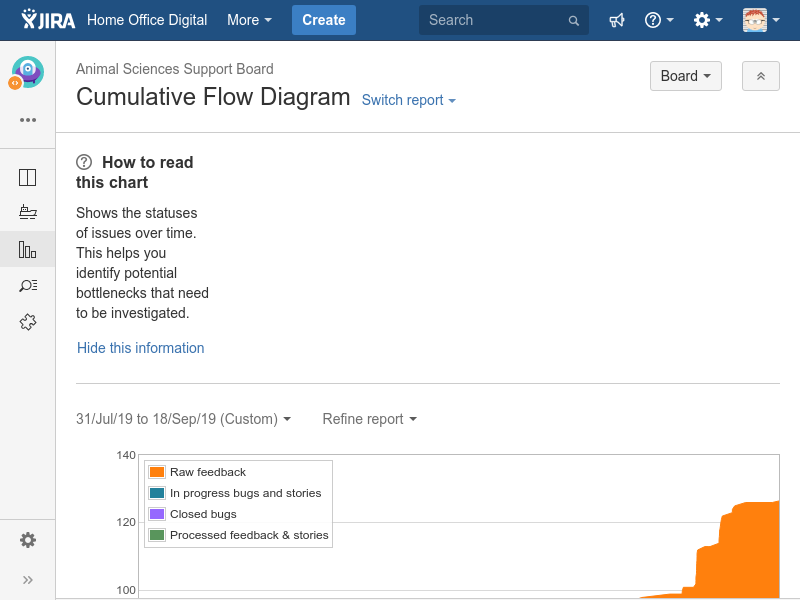 JIRA Home Office Digital More Create Search
Animal Sciences Support Board
Cumulative Flow Diagram Switch report
Board
How to read
this chart
Shows the statuses
of issues over time.
This helps you
identify potential
bottlenecks that need
to be investigated.
Hide this information
31/Jul/19 to 18/Sep/19 (Custom) Refine report
140
Raw feedback
In progress bugs and stories
Closed bugs
120
Processed feedback & stories
100